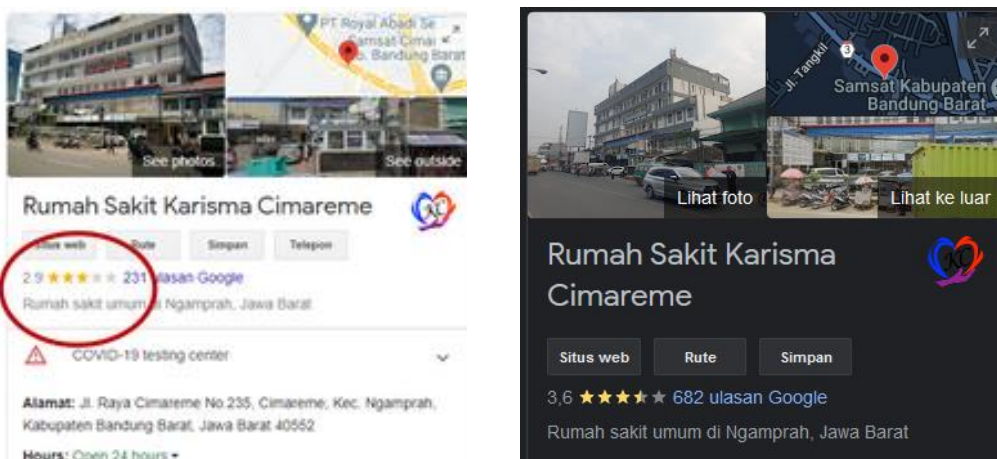 PT Royal Abadi Se
Samsat Cimai
b. Bandung Barat
See photos
See outside
Rumah Sakit Karisma Cimareme
Situs web
Rute
Simpan
Telepon
2.9 ★★★★★ 231 ulasan Google
Rumah sakit umum di Ngamprah, Jawa Barat
COVID-19 testing center
Alamat: Jl. Raya Cimareme No.235, Cimareme, Kec. Ngamprah,
Kabupaten Bandung Barat, Jawa Barat 40552
Hours: Open 24 hours
Jl. Tangkil
3
Samsat Kabupaten
Bandung Barat
Lihat foto
Lihat ke luar
Rumah Sakit Karisma
Cimareme
KC
Situs web
Rute
Simpan
3,6 ★★★★★ 682 ulasan Google
Rumah sakit umum di Ngamprah, Jawa Barat